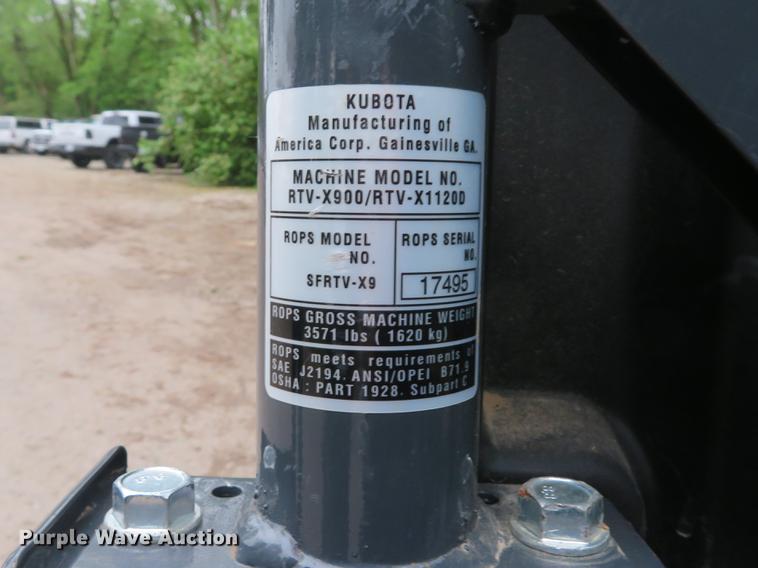 KUBOTA
Manufacturing of
America Corp. Gainesville GA.
MACHINE MODEL NO.
RTV-X900/RTV-X1120D
ROPS MODEL
NO.
SFRTV-X9
ROPS SERIAL
NO.
17495
ROPS GROSS MACHINE WEIGHT
3571 lbs ( 1620 kg)
ROPS meets requirements of
SAE J2194. ANSI/OPEI B71.9
OSHA : PART 1928. Subpart C
Purple Wave Auction